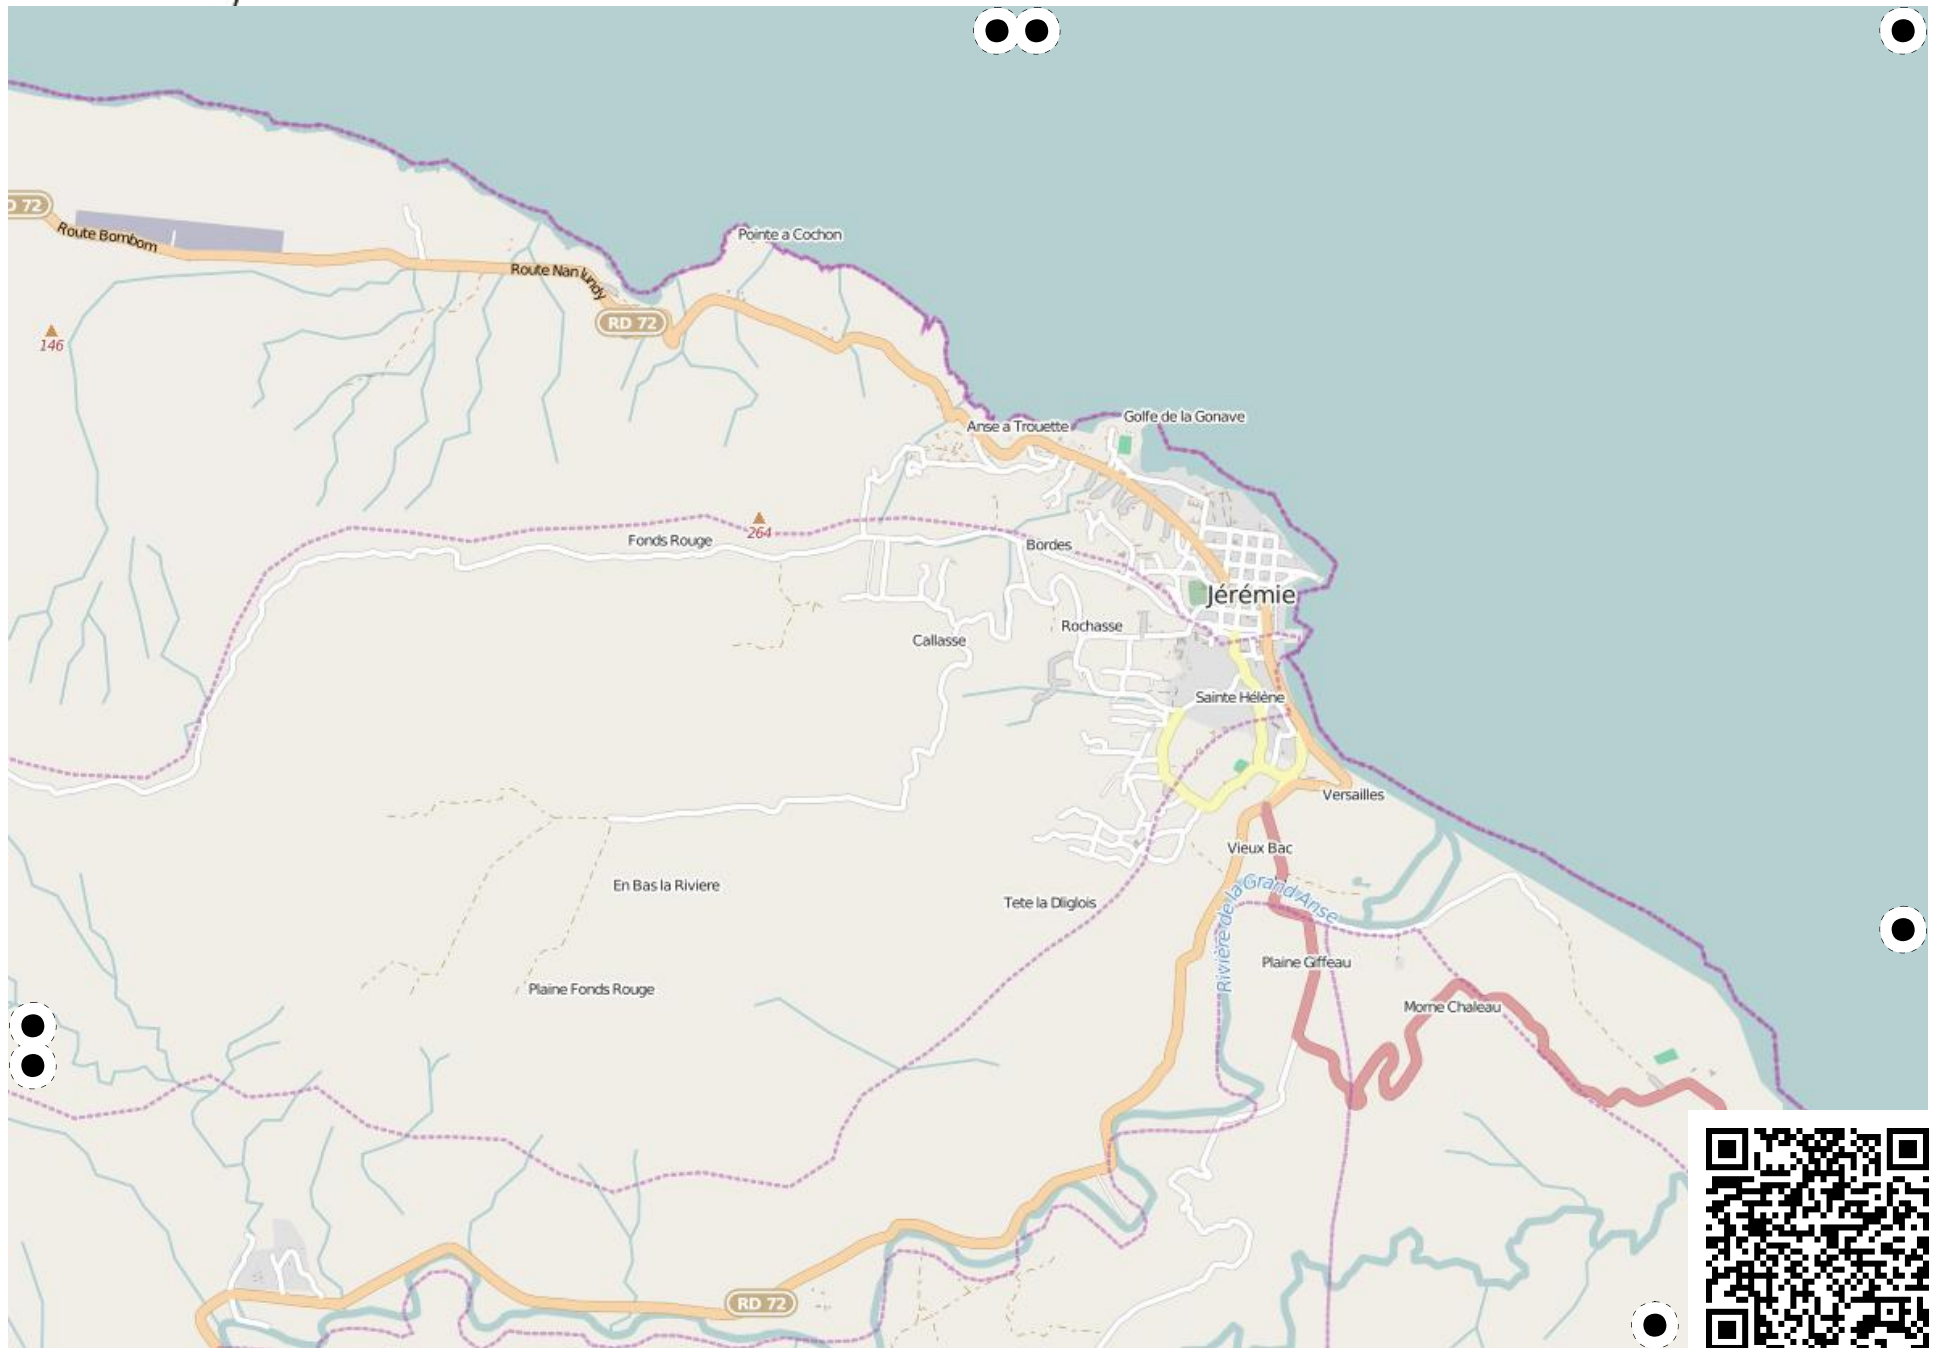 D 72
Route Bombom
Pointe a Cochon
Route Nan lundy
RD 72
146
Golfe de la Gonave
Anse a Trouette
264
Fonds Rouge
Bordes
Jérémie
Rochasse
Callasse
Sainte Hélène
Versailles
Vieux Bac
En Bas la Riviere
Rivière de la Grand Anse
Tete la Dliglois
Plaine Giffeau
Plaine Fonds Rouge
Morne Chaleau
RD 72